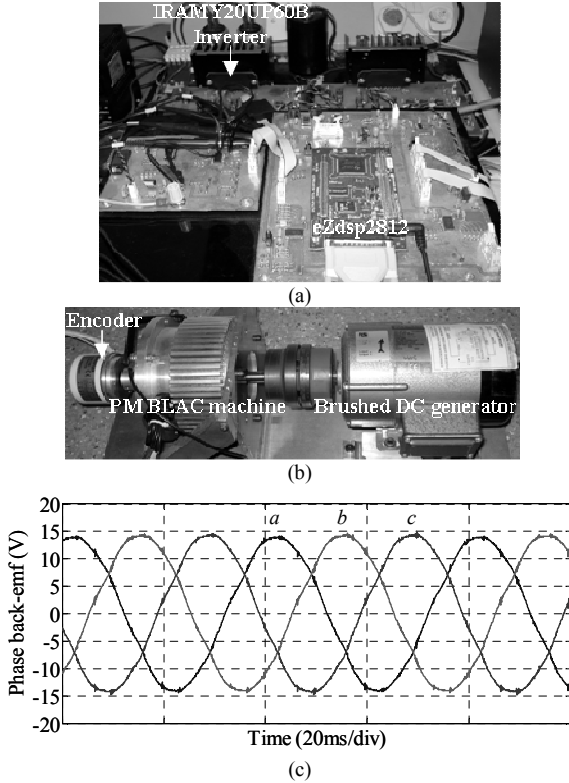 IRAMY20UP60B
Inverter
eZdsp2812
(a)
Encoder
PM BLAC machine
Brushed DC generator
(b)
20
15
10
5
0
-5
-10
-15
-20
Phase back-emf (V)
a b c
Time (20ms/div)
(c)